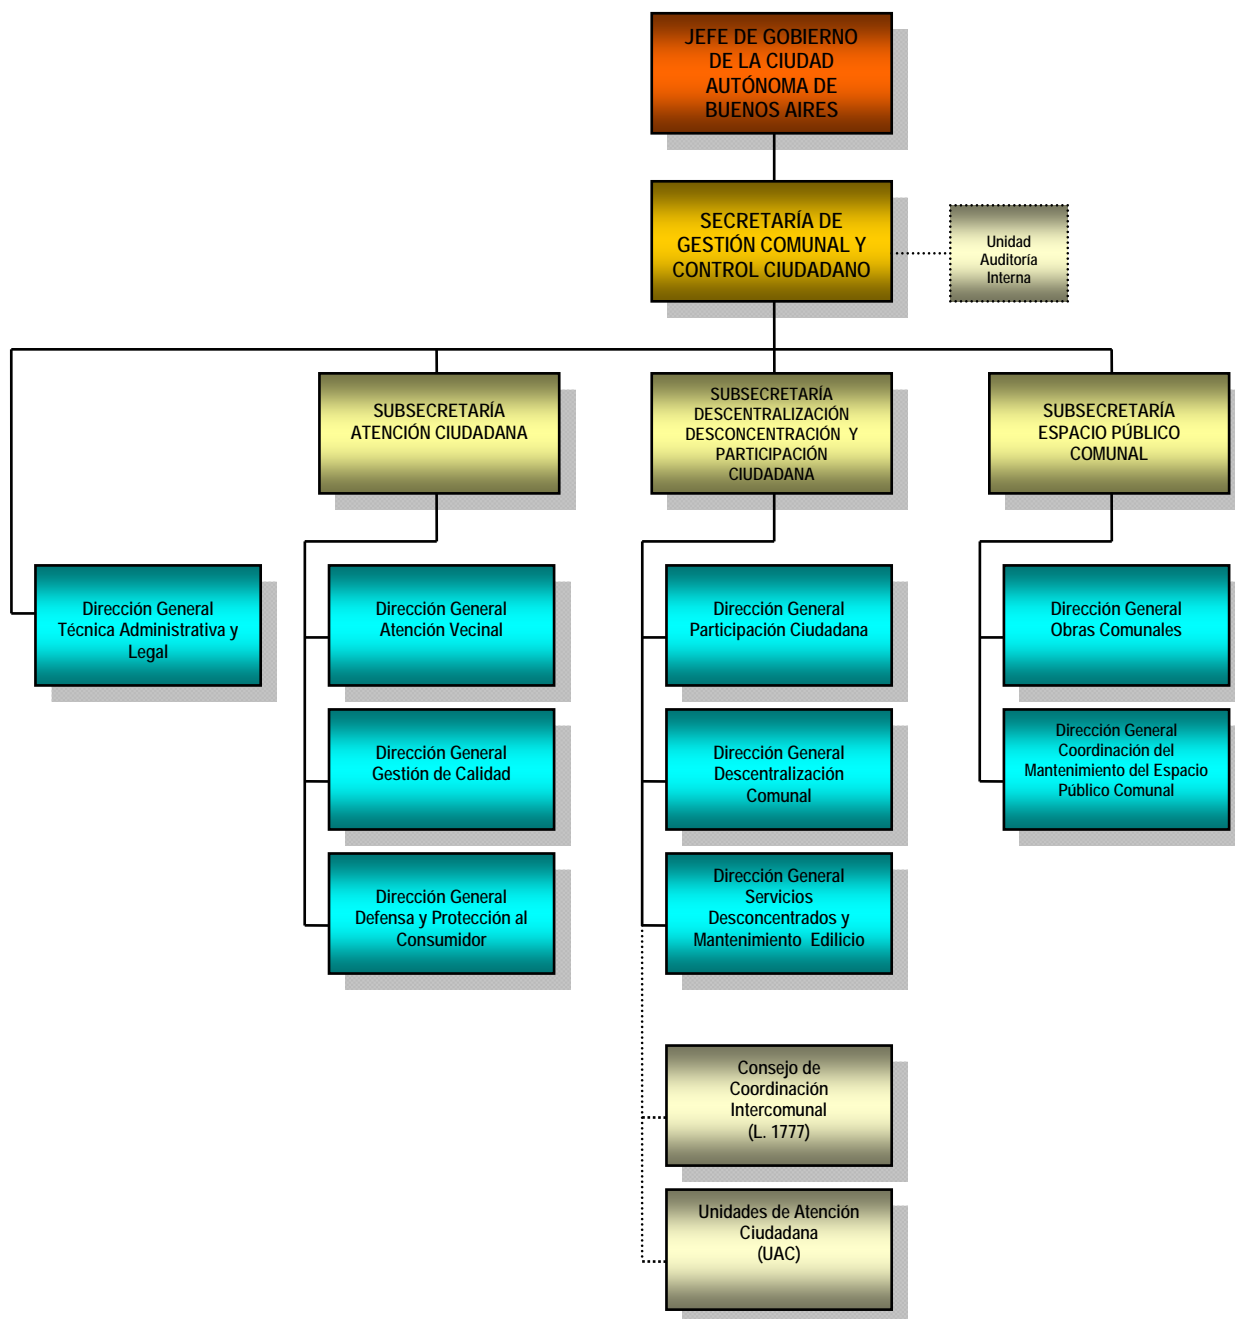 JEFE DE GOBIERNO
DE LA CIUDAD
AUTÓNOMA DE
BUENOS AIRES
SECRETARÍA DE
GESTIÓN COMUNAL Y
CONTROL CIUDADANO
Unidad
Auditoría
Interna
SUBSECRETARÍA
ATENCIÓN CIUDADANA
SUBSECRETARÍA
DESCENTRALIZACIÓN
DESCONCENTRACIÓN Y
PARTICIPACIÓN
CIUDADANA
SUBSECRETARÍA
ESPACIO PÚBLICO
COMUNAL
Dirección General
Técnica Administrativa y
Legal
Dirección General
Atención Vecinal
Dirección General
Participación Ciudadana
Dirección General
Obras Comunales
Dirección General
Gestión de Calidad
Dirección General
Descentralización
Comunal
Dirección General
Coordinación del
Mantenimiento del Espacio
Público Comunal
Dirección General
Defensa y Protección al
Consumidor
Dirección General
Servicios
Desconcentrados y
Mantenimiento Edilicio
Consejo de
Coordinación
Intercomunal
(L. 1777)
Unidades de Atención
Ciudadana
(UAC)